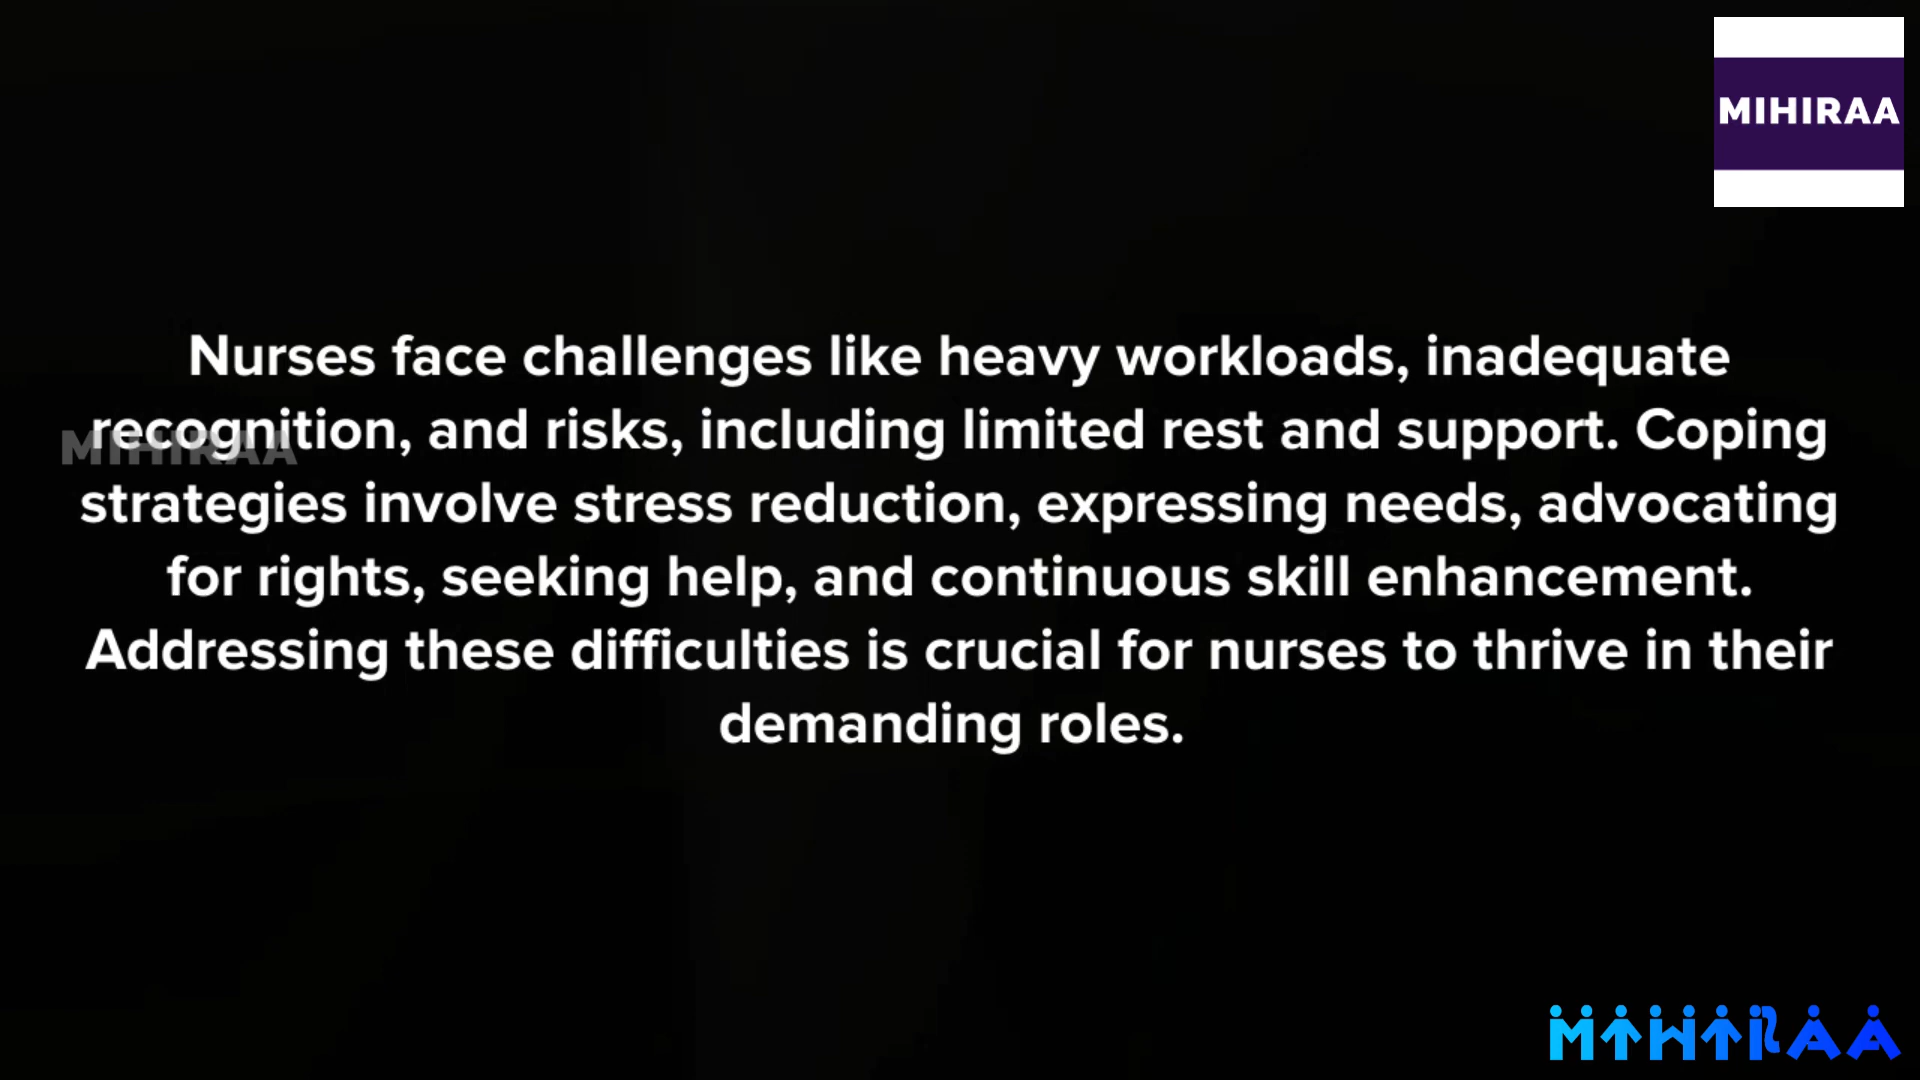 MIHIRAA
Nurses face challenges like heavy workloads, inadequate
recognition, and risks, including limited rest and support. Coping
MIHIRAA
strategies involve stress reduction, expressing needs, advocating
for rights, seeking help, and continuous skill enhancement.
Addressing these difficulties is crucial for nurses to thrive in their
demanding roles.
MIHIRAA